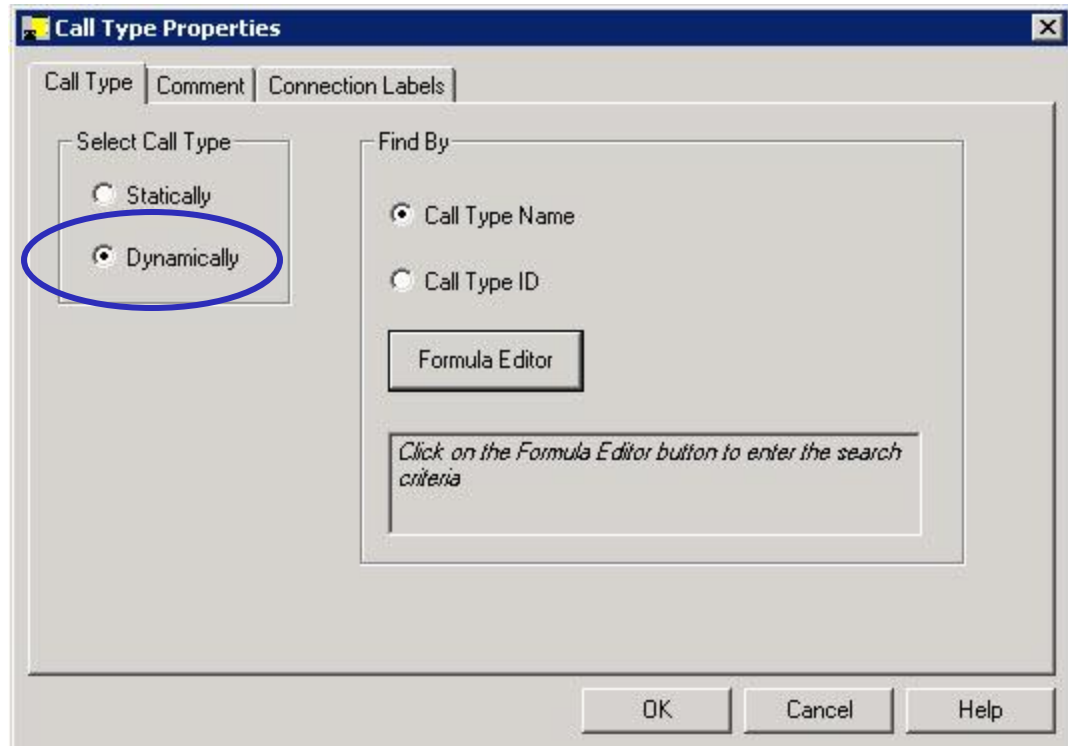 Call Type Properties
Call Type
Comment
Connection Labels
Select Call Type
Statically
Dynamically
Find By
Call Type Name
Call Type ID
Formula Editor
Click on the Formula Editor button to enter the search
criteria
OK
Cancel
Help